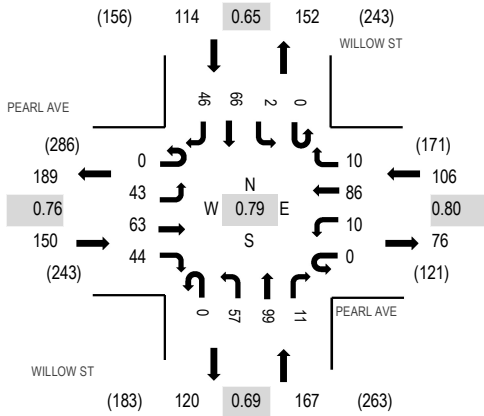 (156) 114 0.65 152 (243)
WILLOW ST
46 66 2 0
PEARL AVE
(286) (171)
189 0 10 106
43 N 86
0.76 W 0.79 E 0.80
63 10
150 S 76
44 0
(243) (121)
0 57 99 11
PEARL AVE
WILLOW ST
(183) 120 0.69 167 (263)